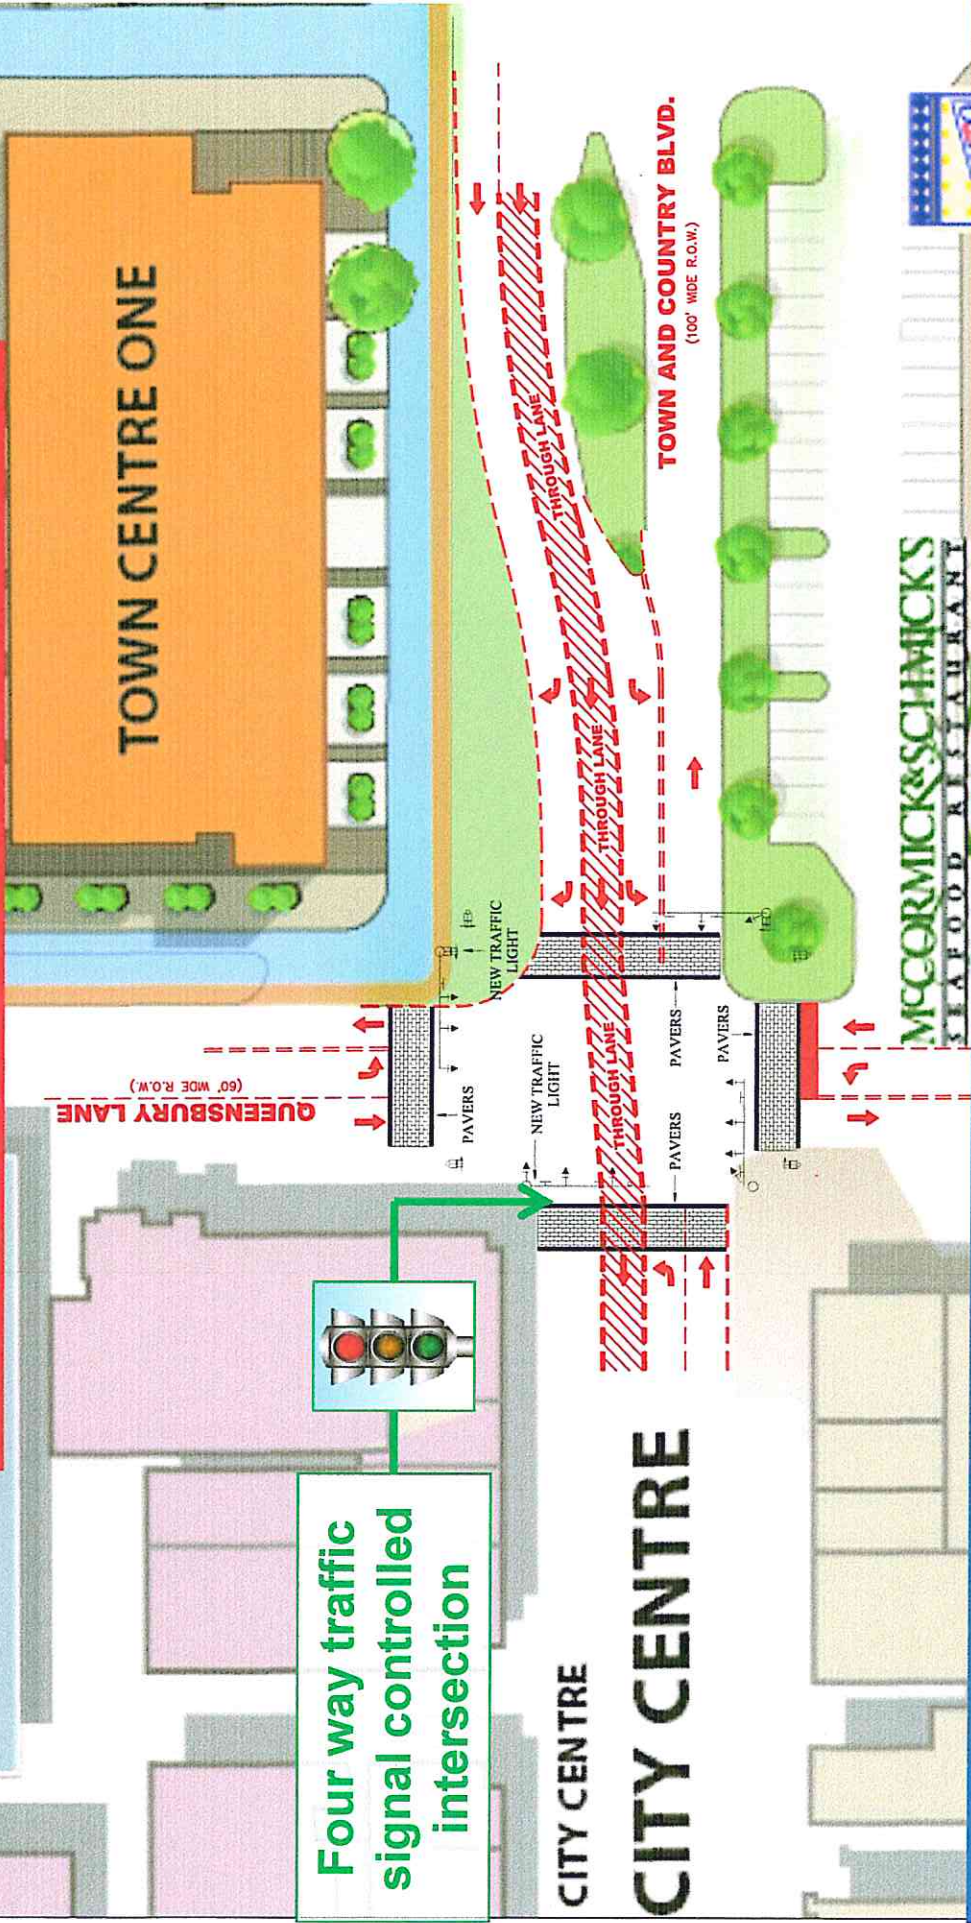 TOWN CENTRE ONE
TOWN AND COUNTRY BLVD.
(100' WIDE R.O.W.)
THROUGH LANE
THROUGH LANE
THROUGH LANE
NEW TRAFFIC
LIGHT
NEW TRAFFIC
LIGHT
QUEENSBURY LANE
(60' WIDE R.O.W.)
PAVERS
PAVERS
PAVERS
PAVERS
McCORMICK&SCHMICK'S
SEAFOOD RESTAURANT
Four way traffic
signal controlled
intersection
CITY CENTRE
CITY CENTRE